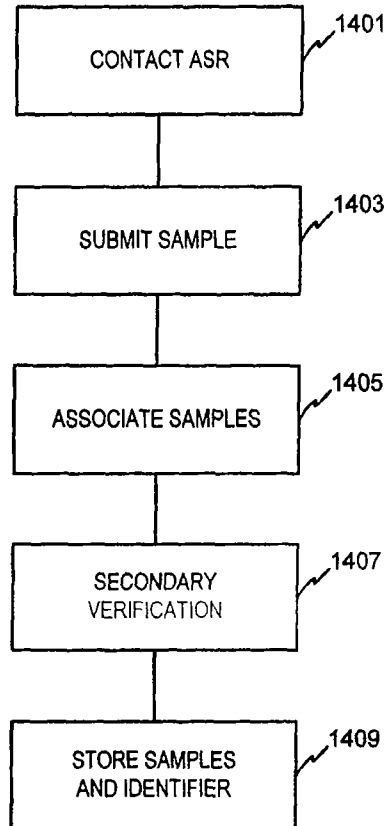 1401
CONTACT ASR
1403
SUBMIT SAMPLE
1405
ASSOCIATE SAMPLES
1407
SECONDARY
VERIFICATION
1409
STORE SAMPLES
AND IDENTIFIER